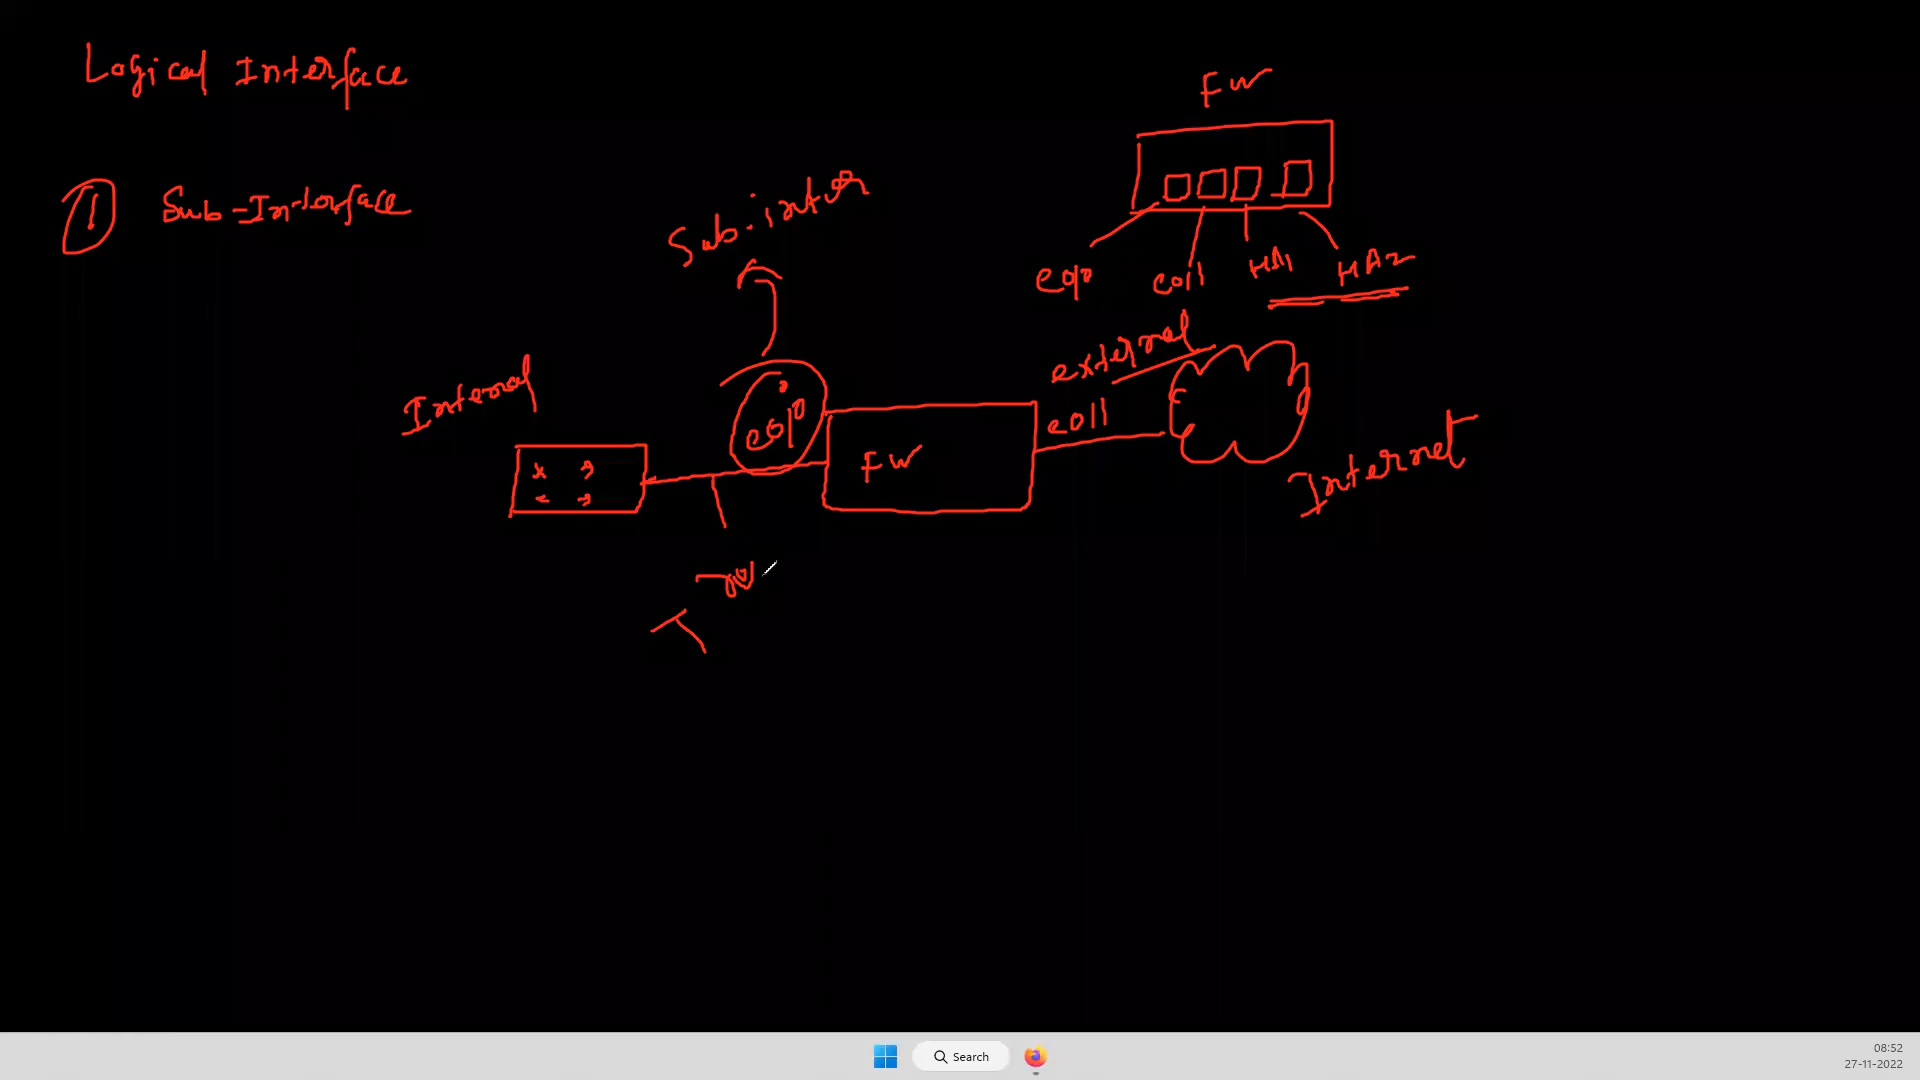 Logical Interface
FW
① Sub-Interface
Sub-inter
e0/0
e0/1
HA1
HA2
external
Internal
e0/0
e0/1
FW
Internet
Search
08:52
27-11-2022